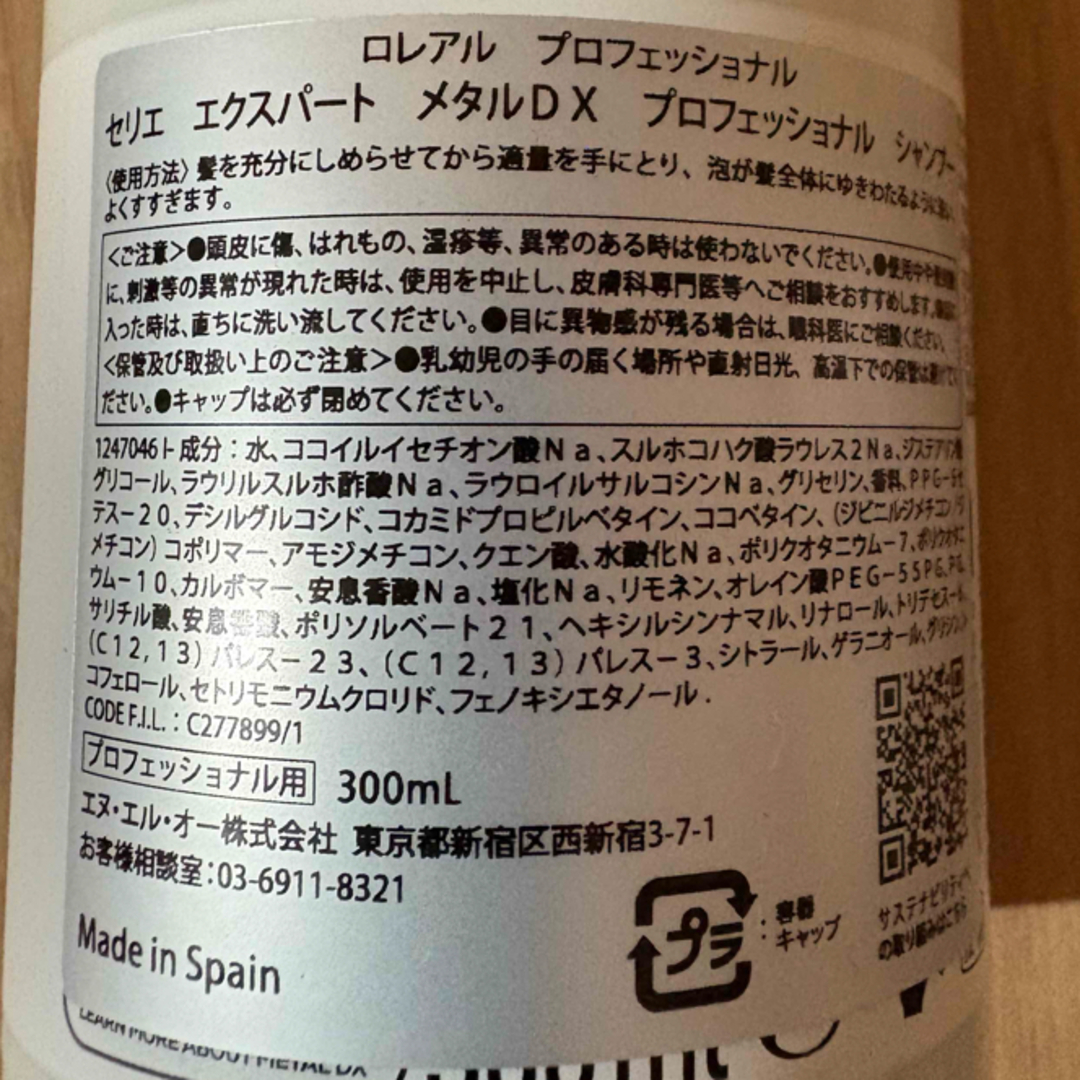 ロレアル　プロフェッショナル
セリエ　エクスパート　メタルＤＸ　プロフェッショナル　シャンプー
〈使用方法〉髪を充分にしめらせてから適量を手にとり、泡が髪全体にゆきわたるように
よくすすぎます。
＜ご注意＞●頭皮に傷、はれもの、湿疹等、異常のある時は使わないでください。●使用中や
に、刺激等の異常が現れた時は、使用を中止し、皮膚科専門医等へご相談をおすすめします。
入った時は、直ちに洗い流してください。●目に異物感が残る場合は、眼科医にご相談ください。
＜保管及び取扱い上のご注意＞●乳幼児の手の届く場所や直射日光、高温下での保管は避けて
ださい。●キャップは必ず閉めてください。
1247046ﾄ 成分：水、ココイルイセチオン酸Ｎａ、スルホコハク酸ラウレス２Ｎａ、ジステアリン酸
グリコール、ラウリルスルホ酢酸Ｎａ、ラウロイルサルコシンＮａ、グリセリン、香料、ＰＰＧ－５セ
テス－２０、デシルグルコシド、コカミドプロピルベタイン、ココベタイン、（ジビニルジメチコン／ジ
メチコン）コポリマー、アモジメチコン、クエン酸、水酸化Ｎａ、ポリクオタニウム－７、ポリクオタニ
ウム－１０、カルボマー、安息香酸Ｎａ、塩化Ｎａ、リモネン、オレイン酸ＰＥＧ－５５ＰＧ、ＰＧ、
サリチル酸、安息香酸、ポリソルベート２１、ヘキシルシンナマル、リナロール、トリデセス－
（Ｃ１２，１３）パレス－２３、（Ｃ１２，１３）パレス－３、シトラール、ゲラニオール、
コフェロール、セトリモニウムクロリド、フェノキシエタノール .
CODE F.I.L. : C277899/1
プロフェッショナル用 300mL
エヌ・エル・オー株式会社 東京都新宿区西新宿3-7-1
お客様相談室：03-6911-8321
プラ : 容器 : キャップ
サステナビリティへ
の取り組みはこちら
Made in Spain
LEARN MORE ABOUT METAL DX